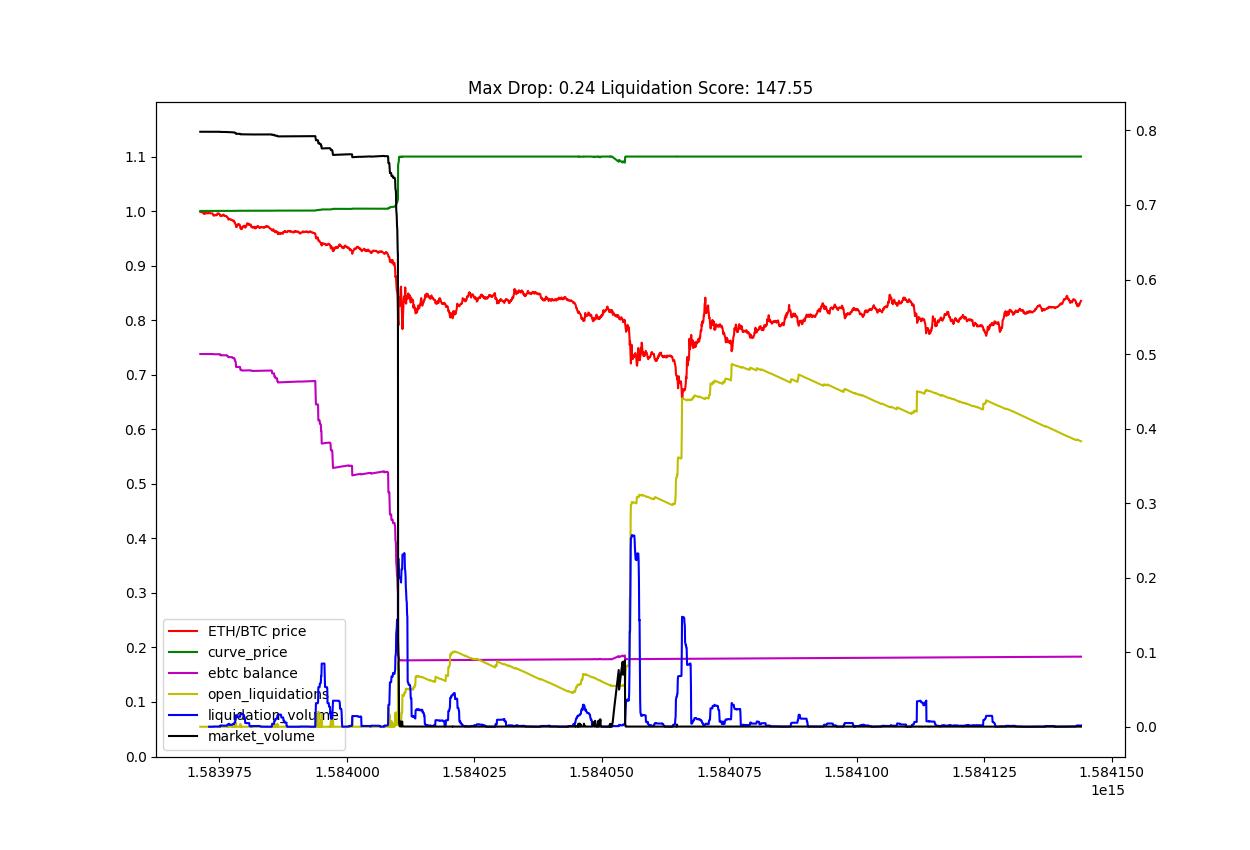 Max Drop: 0.24 Liquidation Score: 147.55
1.1
1.0
0.9
0.8
0.7
0.6
0.5
0.4
0.3
0.2
0.1
0.0
0.8
0.7
0.6
0.5
0.4
0.3
0.2
0.1
0.0
ETH/BTC price
curve_price
ebtc balance
open_liquidations
liquidation_volume
market_volume
1.583975 1.584000 1.584025 1.584050 1.584075 1.584100 1.584125 1.584150
1e15